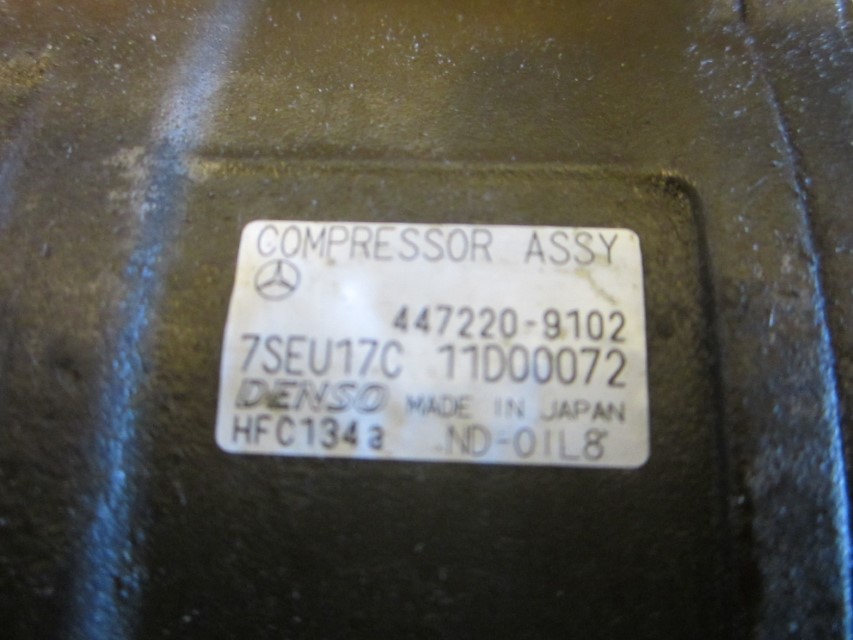 COMPRESSOR ASSY
447220-9102
7SEU17C 11D00072
DENSO MADE IN JAPAN
HFC134a ND-OIL8